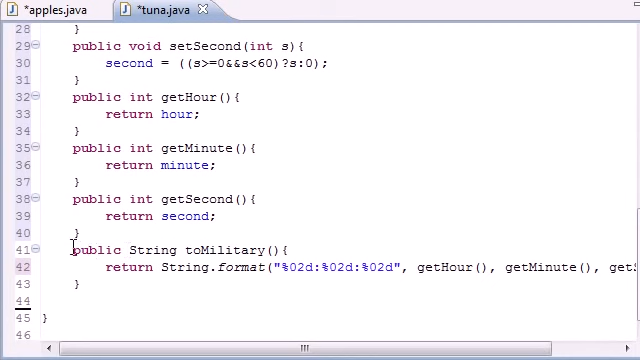 *apples.java *tuna.java
28 }
29 public void setSecond(int s){
30 second = ((s>=0&&s<60)?s:0);
31 }
32 public int getHour(){
33 return hour;
34 }
35 public int getMinute(){
36 return minute;
37 }
38 public int getSecond(){
39 return second;
40 }
41 public String toMilitary(){
42 return String.format("%02d:%02d:%02d", getHour(), getMinute(), getS
43 }
44
45 }
46